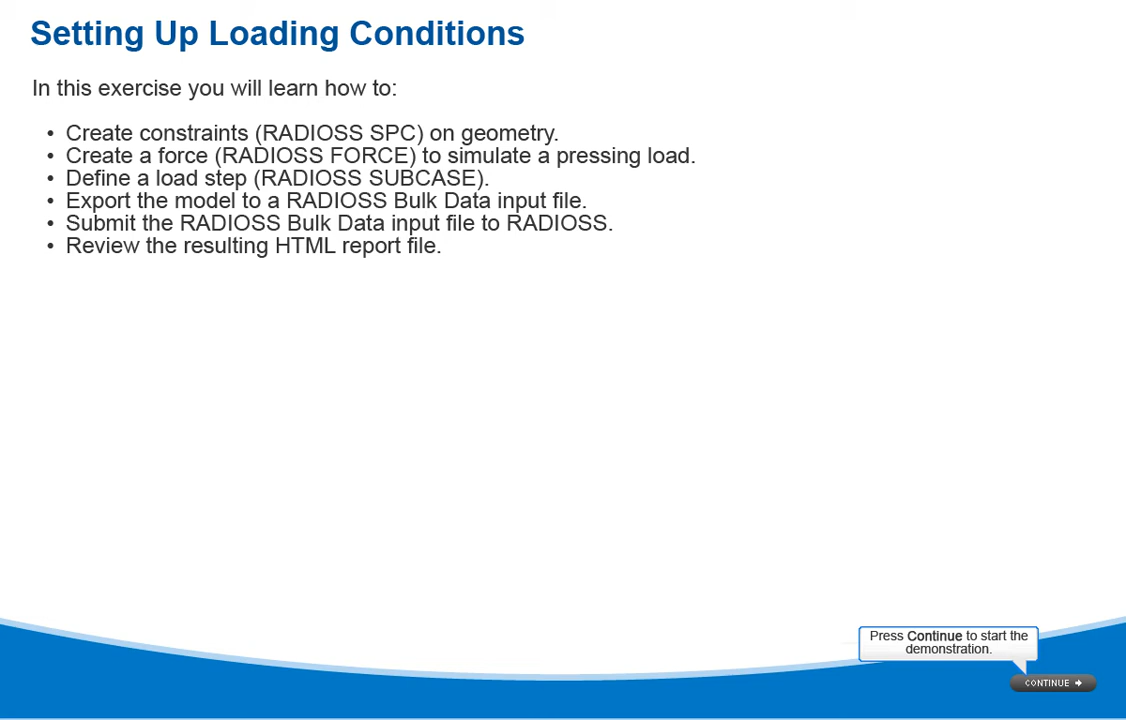 Setting Up Loading Conditions
In this exercise you will learn how to:
• Create constraints (RADIOSS SPC) on geometry.
• Create a force (RADIOSS FORCE) to simulate a pressing load.
• Define a load step (RADIOSS SUBCASE).
• Export the model to a RADIOSS Bulk Data input file.
• Submit the RADIOSS Bulk Data input file to RADIOSS.
• Review the resulting HTML report file.
Press Continue to start the
demonstration.
CONTINUE →